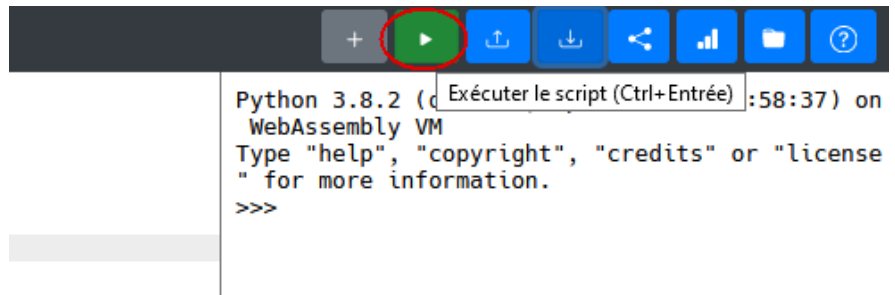 Python 3.8.2 (
Exécuter le script (Ctrl+Entrée)
:58:37) on
WebAssembly VM
Type "help", "copyright", "credits" or "license
" for more information.
>>>